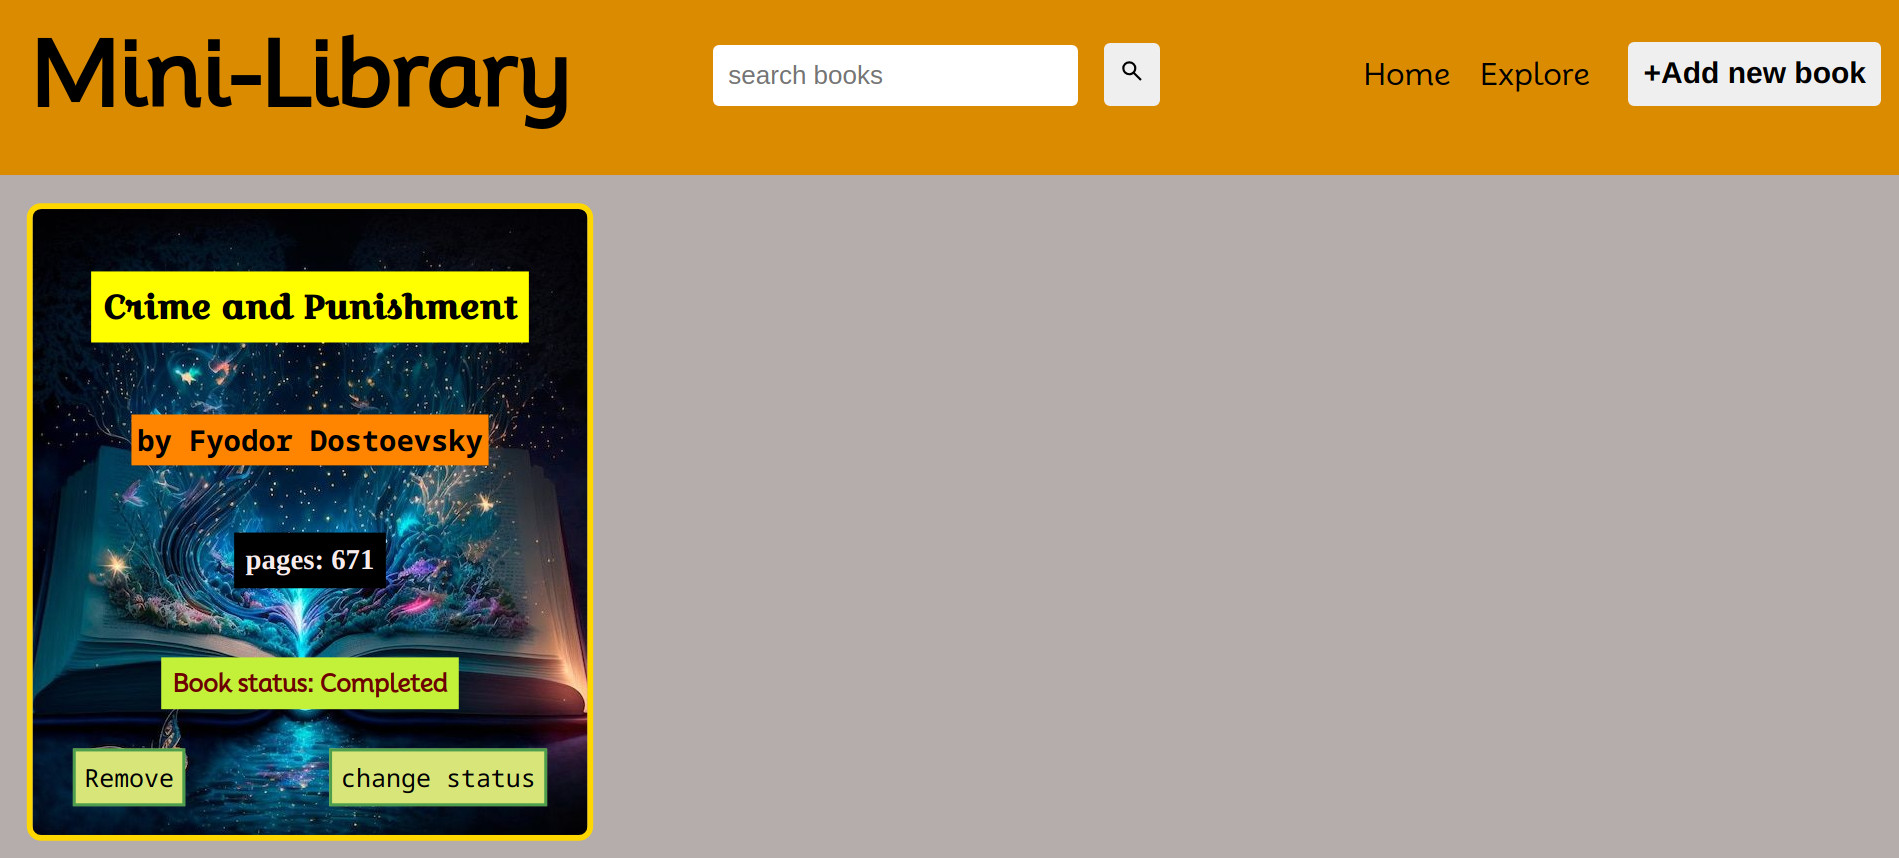 Mini-Library
search books
Home
Explore
+Add new book
Crime and Punishment
by Fyodor Dostoevsky
pages: 671
Book status: Completed
Remove
change status